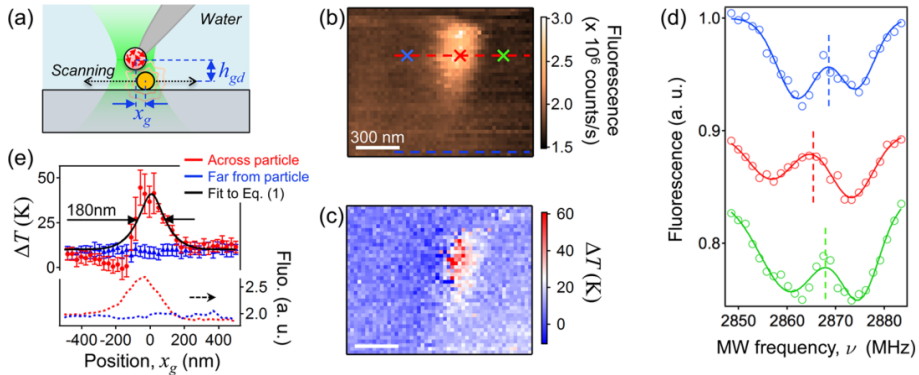 (a)
Water
Scanning
h_gd
x_g
(b)
300 nm
3.0
2.5
2.0
1.5
Fluorescence
(x 10^6 counts/s)
(c)
60
40
20
0
ΔT (K)
(d)
1.0
0.9
0.8
Fluorescence (a. u.)
2850 2860 2870 2880
MW frequency, ν (MHz)
(e)
Across particle
Far from particle
Fit to Eq. (1)
180nm
50
25
0
ΔT (K)
2.5
2.0
Fluo. (a. u.)
-400 -200 0 200 400
Position, x_g (nm)